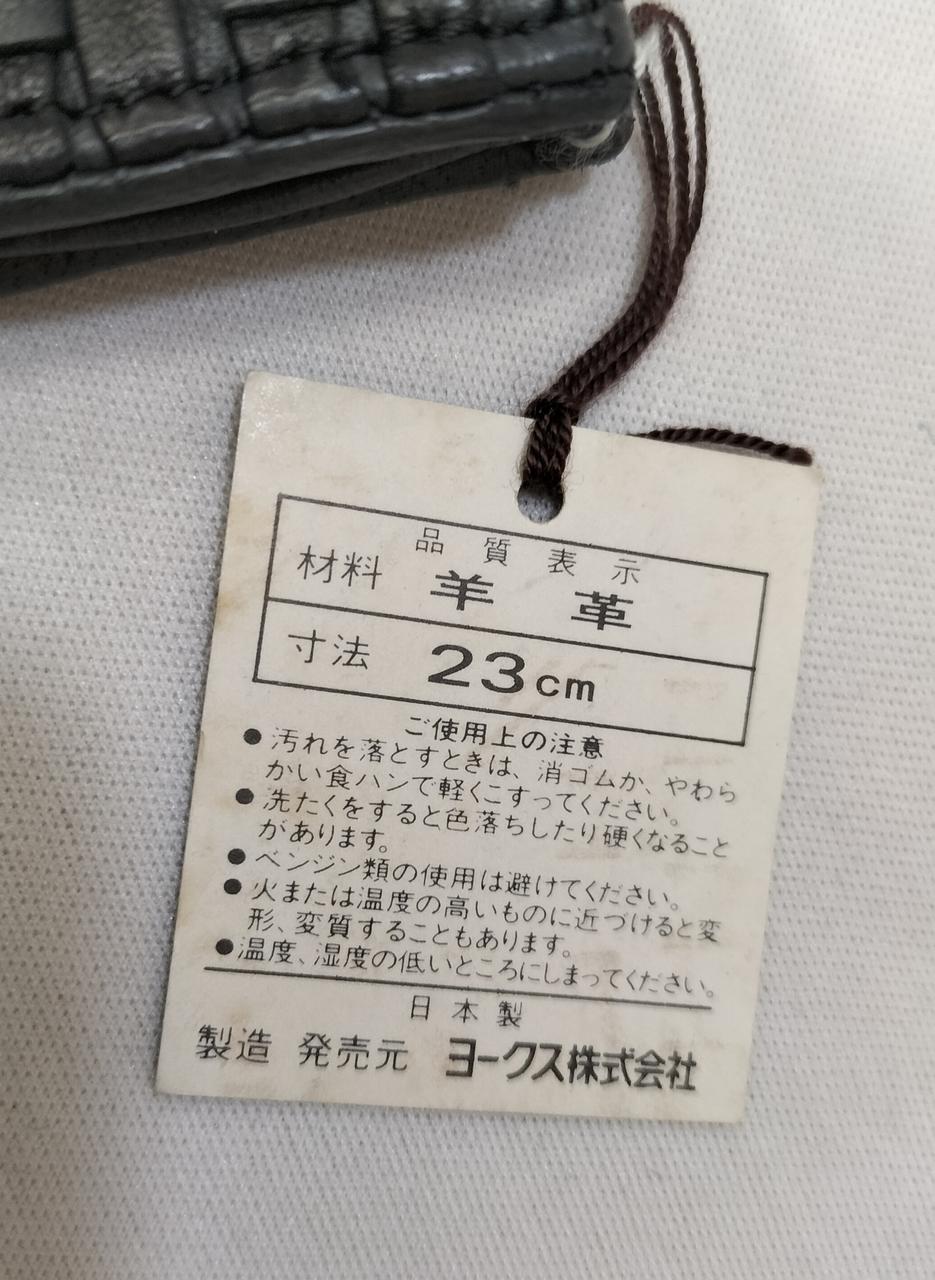 品質表示
材料 羊革
寸法 23cm
ご使用上の注意
●汚れを落とすときは、消ゴムか、やわら
かい食ハンで軽くこすってください。
●洗たくをすると色落ちしたり硬くなること
があります。
●ベンジン類の使用は避けてください。
●火または温度の高いものに近づけると変
形、変質することもあります。
●温度、湿度の低いところにしまってください。
日本製
製造 発売元 ヨークス株式会社